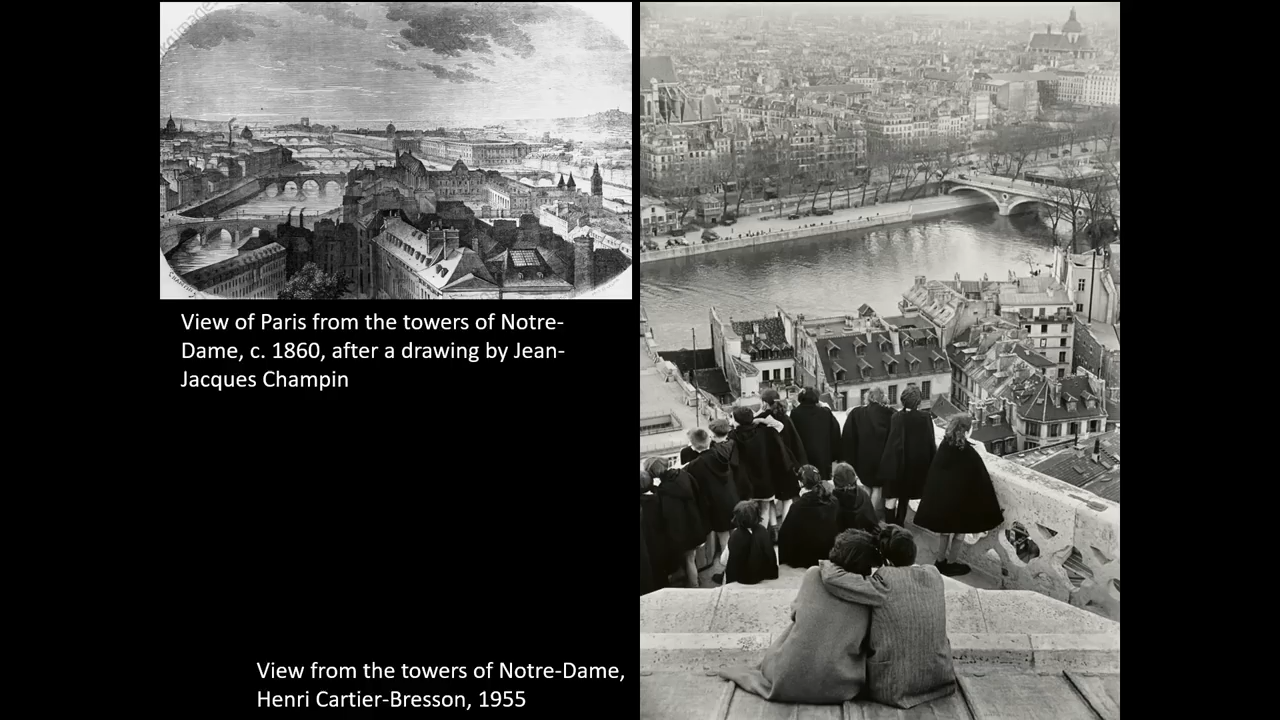 View of Paris from the towers of Notre-
Dame, c. 1860, after a drawing by Jean-
Jacques Champin
View from the towers of Notre-Dame,
Henri Cartier-Bresson, 1955